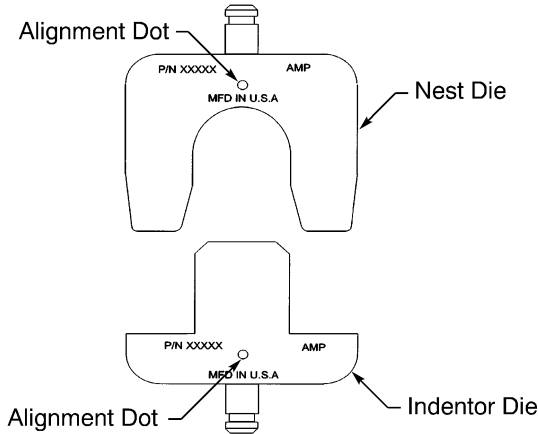 Alignment Dot
P/N XXXXX AMP
MFD IN U.S.A
Nest Die
P/N XXXXX AMP
MFD IN U.S.A
Alignment Dot
Indentor Die